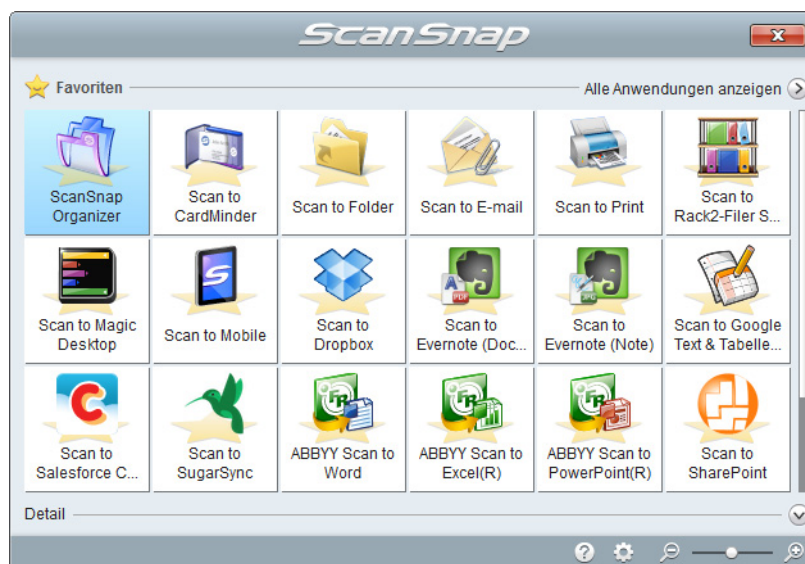 ScanSnap
Favoriten
Alle Anwendungen anzeigen
ScanSnap
Organizer
Scan to
CardMinder
Scan to Folder
Scan to E-mail
Scan to Print
Scan to
Rack2-Filer S...
Scan to Magic
Desktop
Scan to Mobile
Scan to
Dropbox
Scan to
Evernote (Doc...
Scan to
Evernote (Note)
Scan to Google
Text & Tabelle...
Scan to
Salesforce C...
Scan to
SugarSync
ABBYY Scan to
Word
ABBYY Scan to
Excel(R)
ABBYY Scan to
PowerPoint(R)
Scan to
SharePoint
Detail